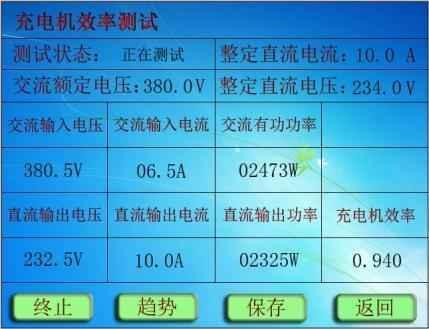 充电机效率测试
测试状态： 正在测试 整定直流电流：10.0 A
交流额定电压：380.0V 整定直流电压：234.0V
交流输入电压 交流输入电流 交流有功功率
380.5V 06.5A 02473W
直流输出电压 直流输出电流 直流输出功率 充电机效率
232.5V 10.0A 02325W 0.940
终止 趋势 保存 返回